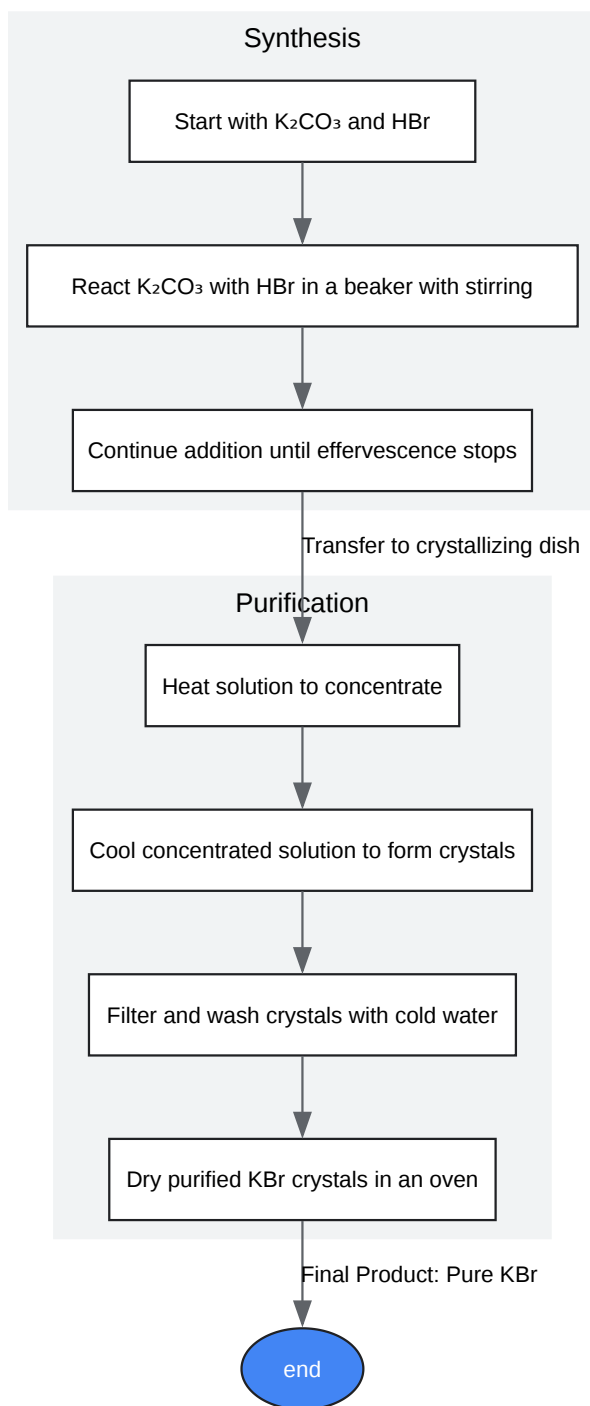 Synthesis
Start with K₂CO₃ and HBr
React K₂CO₃ with HBr in a beaker with stirring
Continue addition until effervescence stops
Transfer to crystallizing dish
Purification
Heat solution to concentrate
Cool concentrated solution to form crystals
Filter and wash crystals with cold water
Dry purified KBr crystals in an oven
Final Product: Pure KBr
end